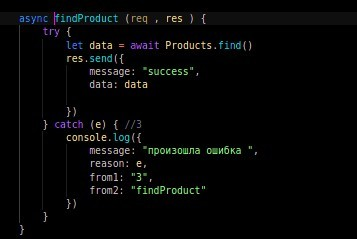 async findProduct (req , res ) {
try {
let data = await Products.find()
res.send({
message: "success",
data: data
})
} catch (e) { //3
console.log({
message: "произошла ошибка ",
reason: e,
from1: "3",
from2: "findProduct"
})
}
}